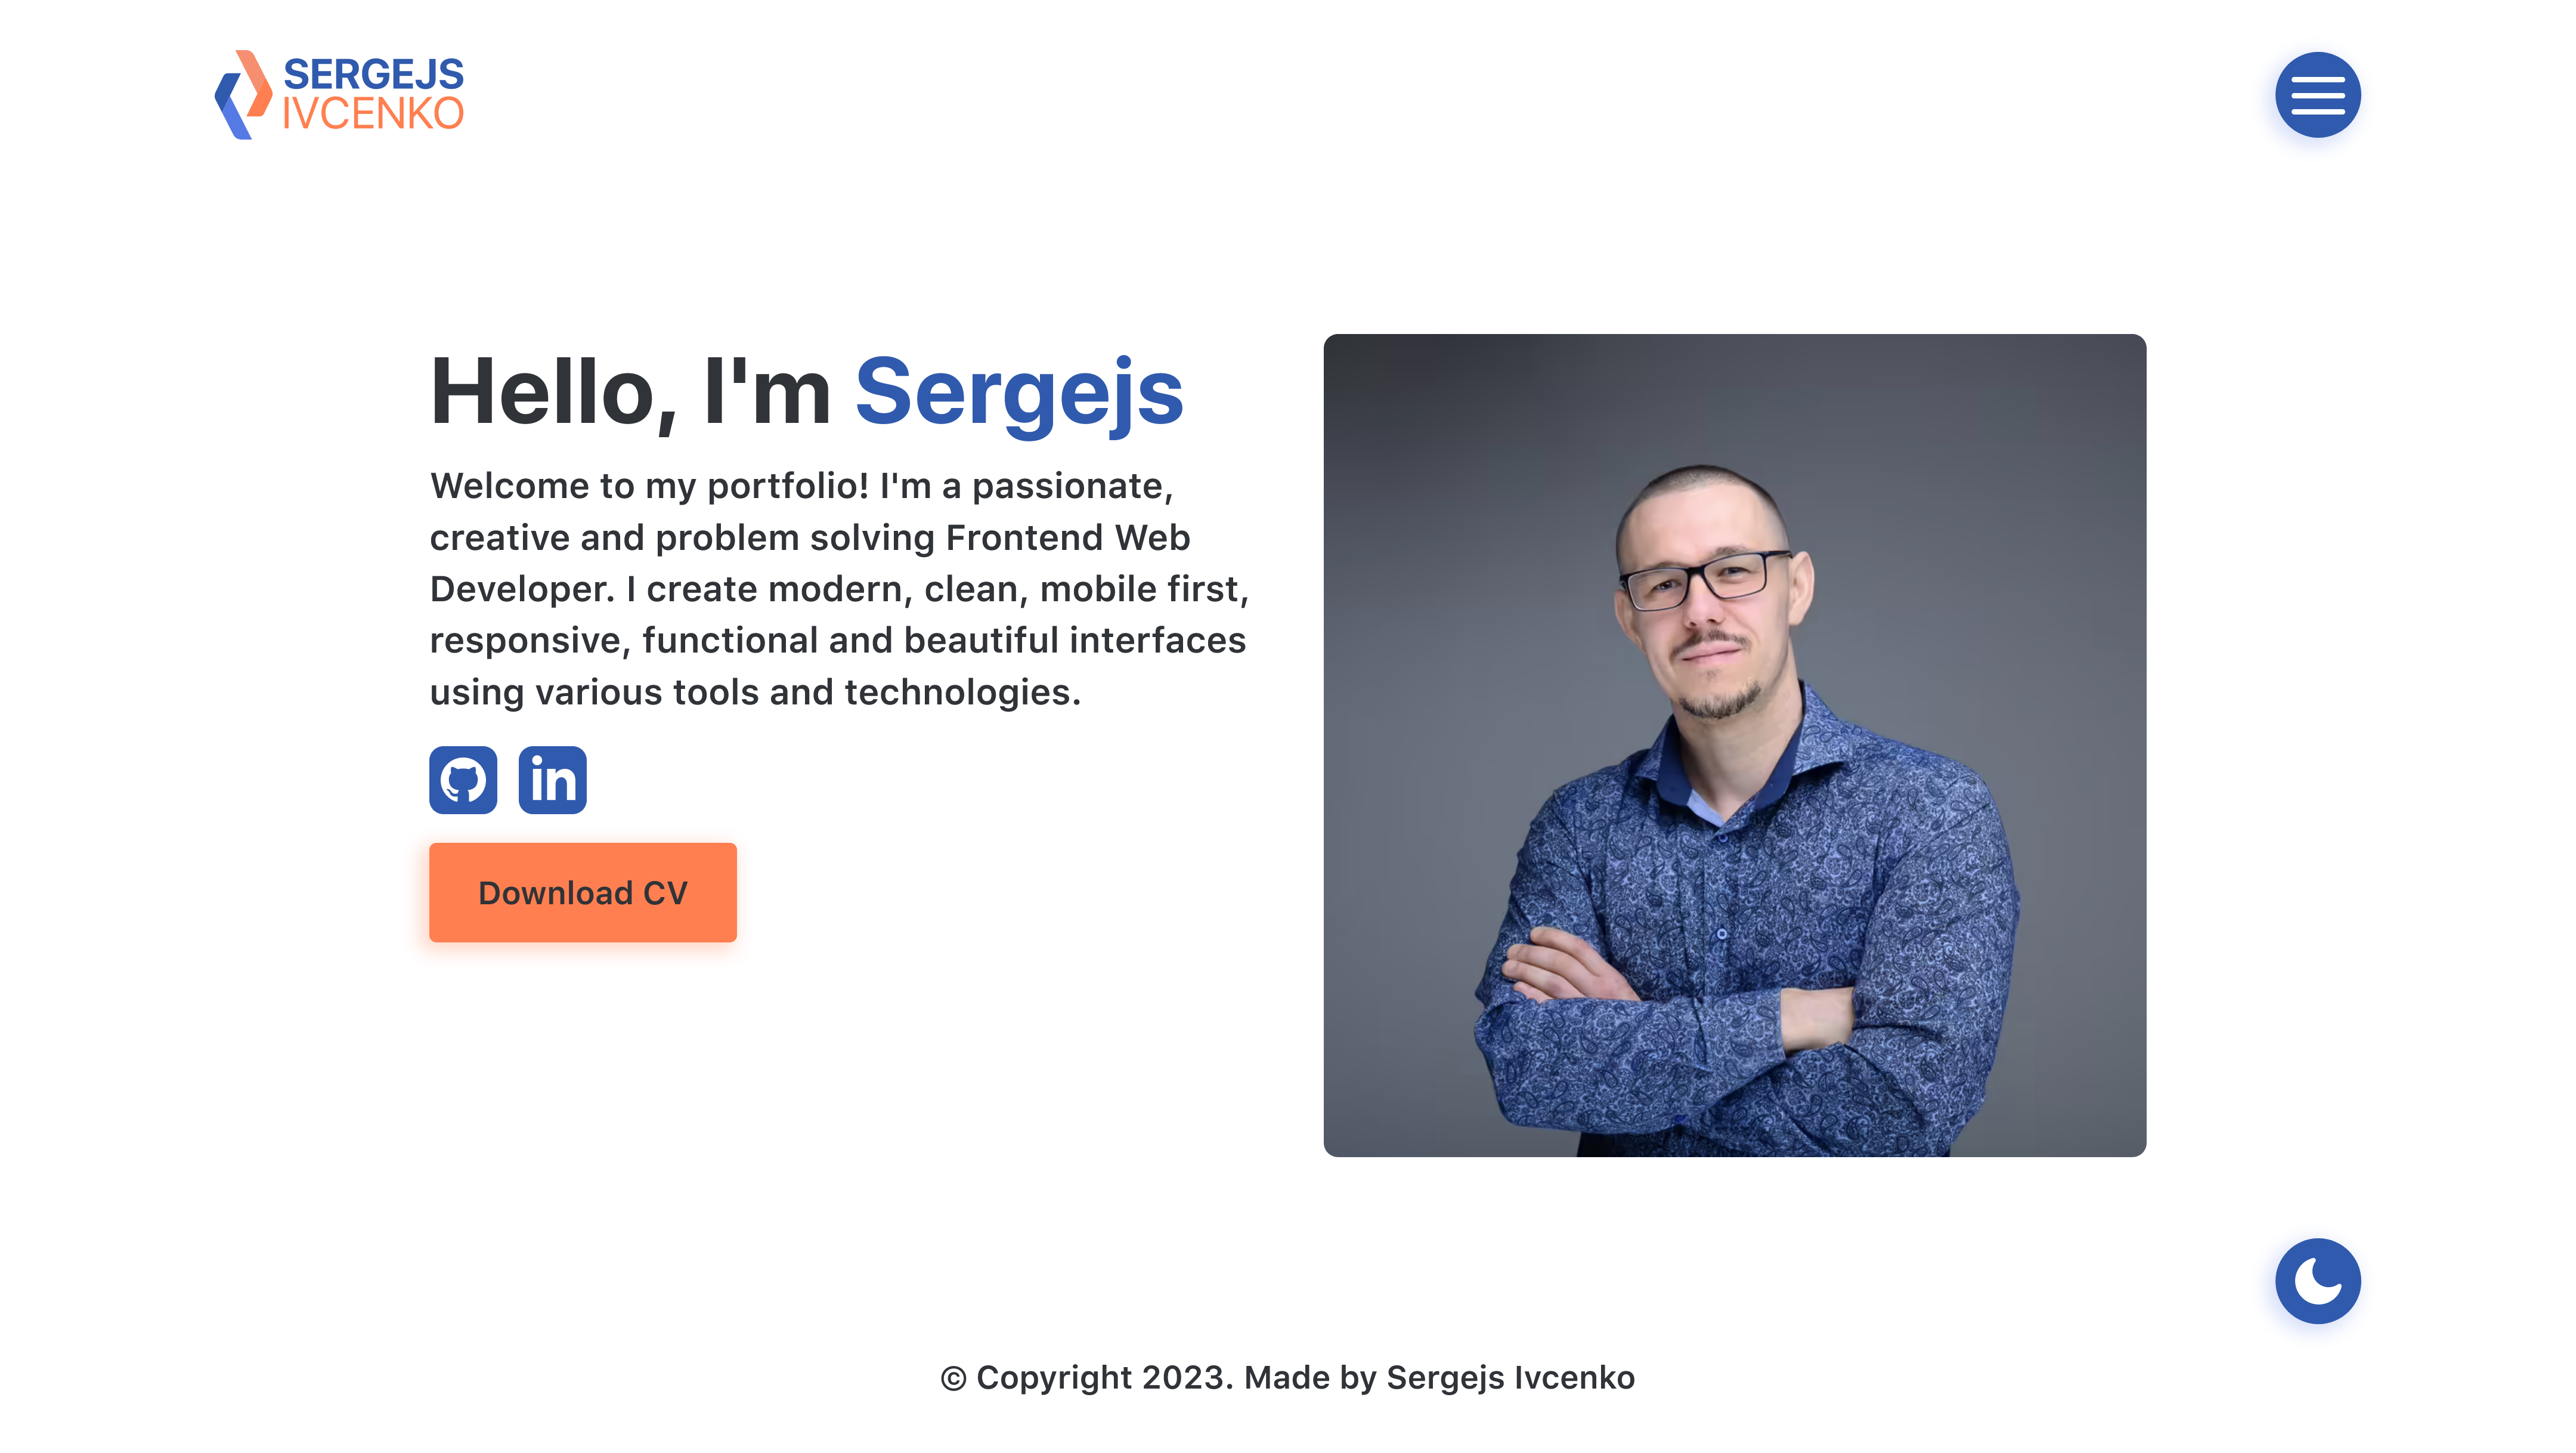 SERGEJS
IVCENKO
Hello, I'm Sergejs
Welcome to my portfolio! I'm a passionate,
creative and problem solving Frontend Web
Developer. I create modern, clean, mobile first,
responsive, functional and beautiful interfaces
using various tools and technologies.
in
Download CV
© Copyright 2023. Made by Sergejs Ivcenko